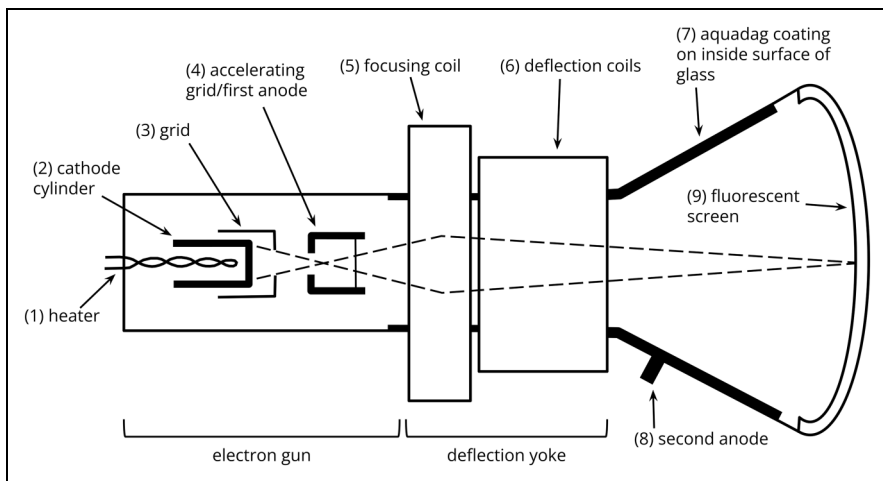 (7) aquadag coating
on inside surface of
glass
(5) focusing coil
(6) deflection coils
(4) accelerating
grid/first anode
(3) grid
(2) cathode
cylinder
(9) fluorescent
screen
(1) heater
(8) second anode
electron gun
deflection yoke